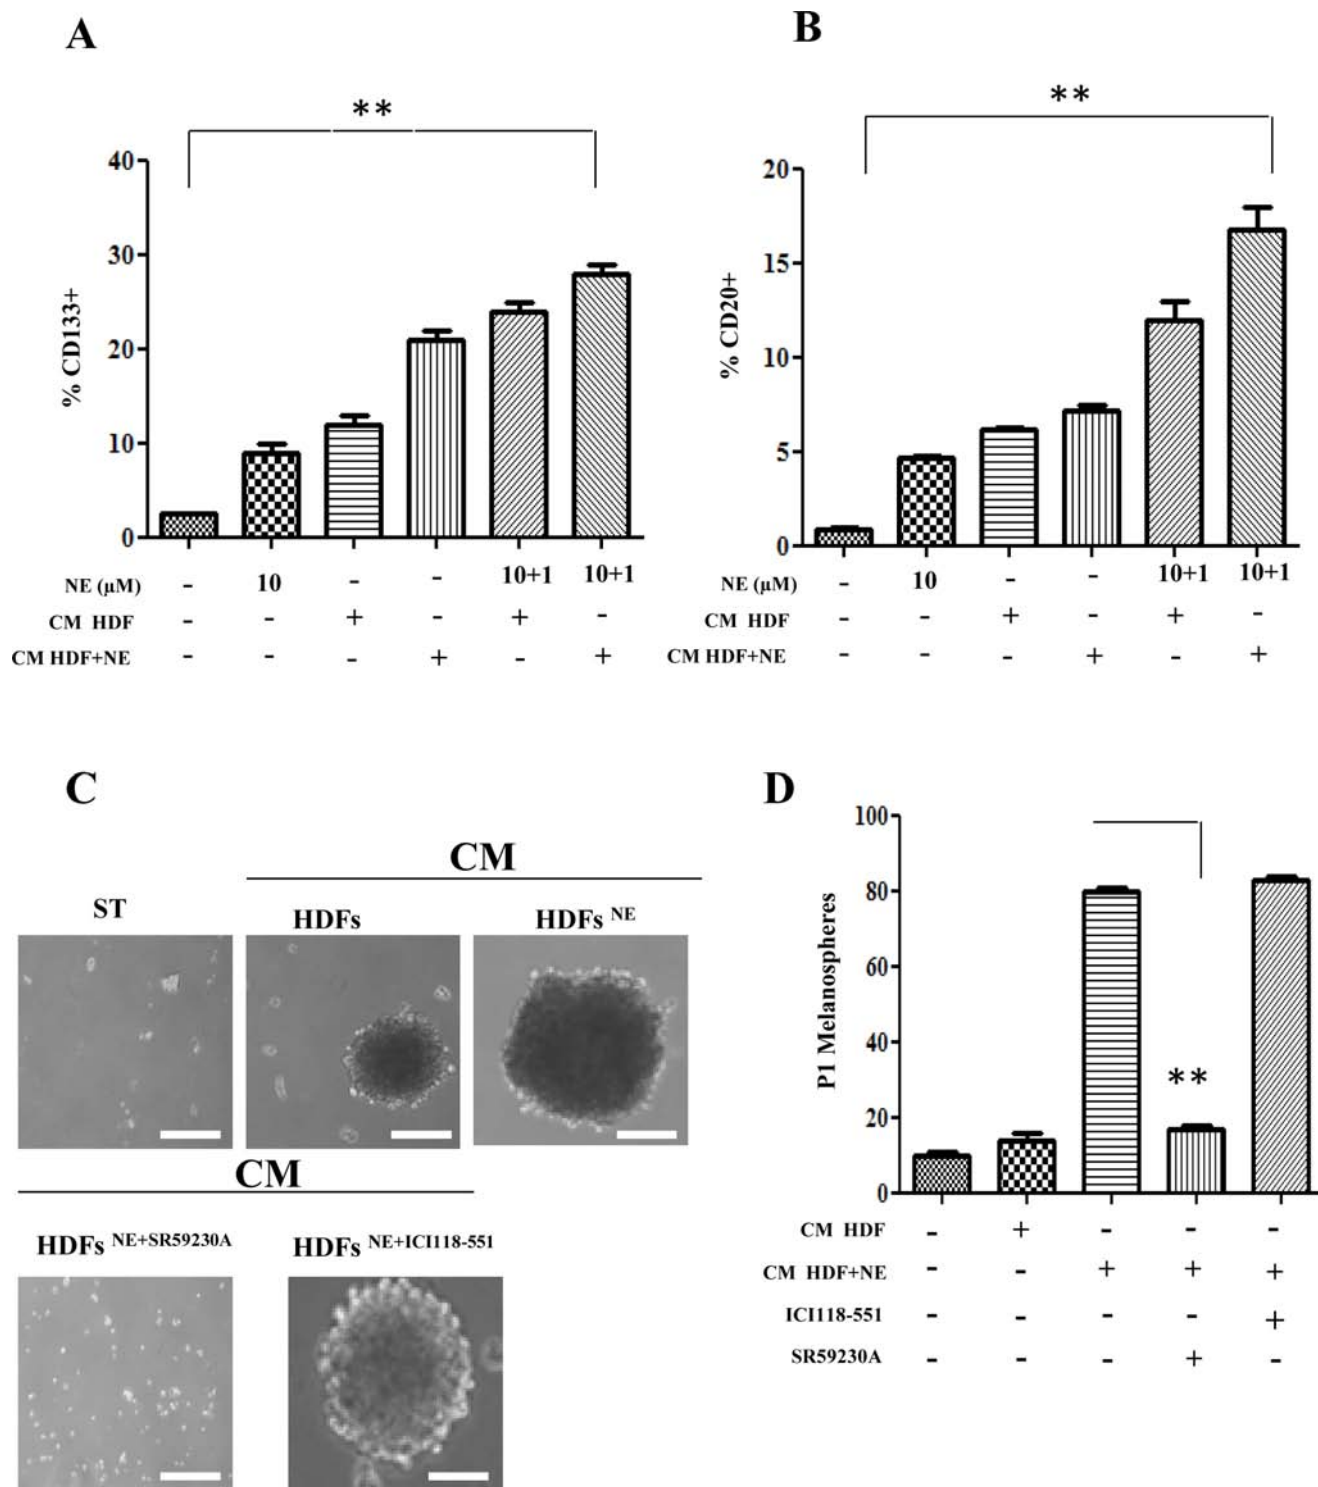 A
**
40
30
20
10
0
% CD133+
NE (µM) - 10 - - 10+1 10+1
CM HDF - - + - + -
CM HDF+NE - - - + - +
B
**
20
15
10
5
0
% CD20+
NE (µM) - 10 - - 10+1 10+1
CM HDF - - + - + -
CM HDF+NE - - - + - +
C
CM
ST HDFs HDFs NE
CM
HDFs NE+SR59230A HDFs NE+ICI118-551
D
100
80
60
40
20
0
P1 Melanospheres
**
CM HDF - + - - -
CM HDF+NE - - + + +
ICI118-551 - - - - +
SR59230A - - - + -